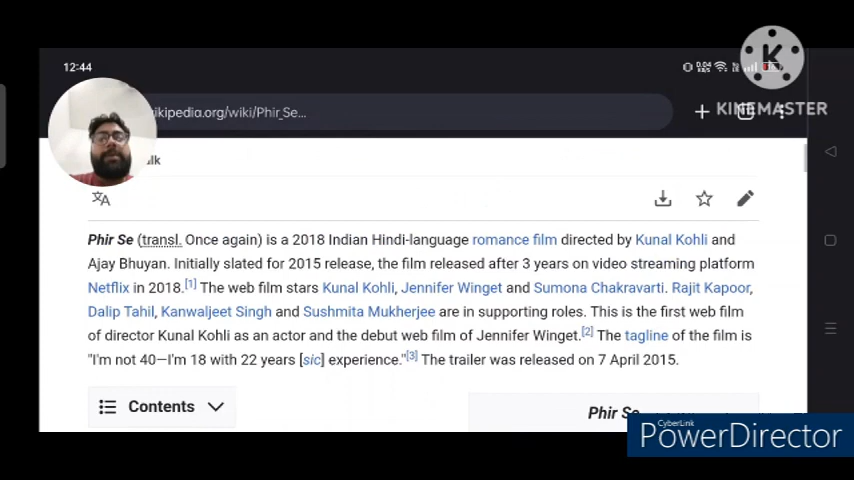 12:44
KINEMASTER
ikipedia.org/wiki/Phir_Se...
alk
Phir Se (transl. Once again) is a 2018 Indian Hindi-language romance film directed by Kunal Kohli and
Ajay Bhuyan. Initially slated for 2015 release, the film released after 3 years on video streaming platform
Netflix in 2018.[1] The web film stars Kunal Kohli, Jennifer Winget and Sumona Chakravarti. Rajit Kapoor,
Dalip Tahil, Kanwaljeet Singh and Sushmita Mukherjee are in supporting roles. This is the first web film
of director Kunal Kohli as an actor and the debut web film of Jennifer Winget.[2] The tagline of the film is
"I'm not 40—I'm 18 with 22 years [sic] experience."[3] The trailer was released on 7 April 2015.
Contents
Phir Se
CyberLink
PowerDirector